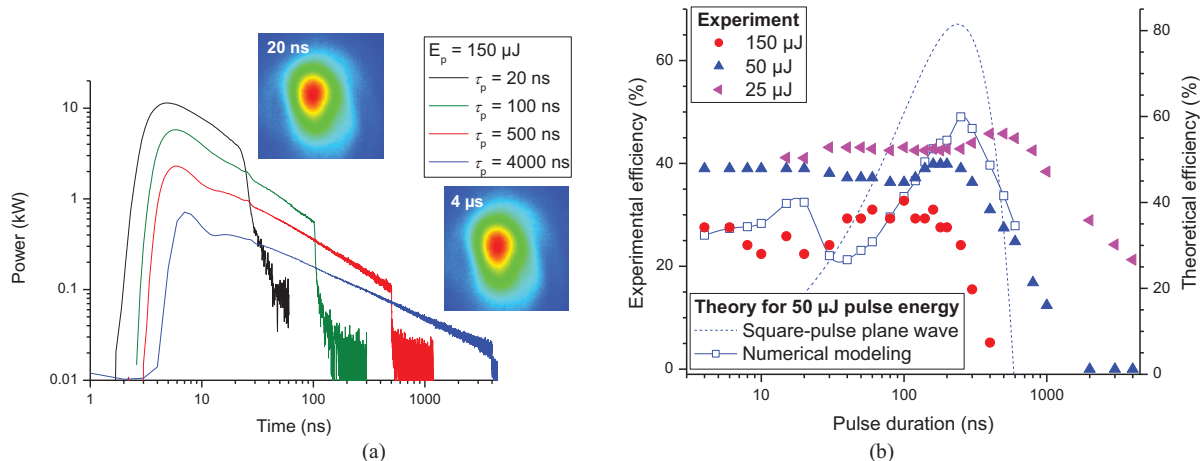 20 ns
E_p = 150 µJ
τ_p = 20 ns
τ_p = 100 ns
τ_p = 500 ns
τ_p = 4000 ns
4 µs
10
1
0.1
0.01
Power (kW)
1
10
100
1000
Time (ns)
(a)
Experiment
150 µJ
50 µJ
25 µJ
Theory for 50 µJ pulse energy
Square-pulse plane wave
Numerical modeling
60
40
20
0
Experimental efficiency (%)
80
60
40
20
0
Theoretical efficiency (%)
10
100
1000
Pulse duration (ns)
(b)